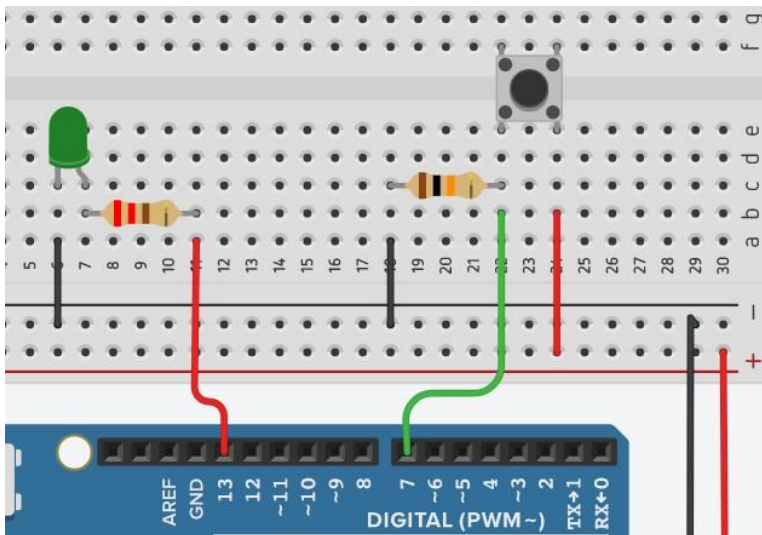 g
f
e
d
c
b
a
5 6 7 8 9 10 11 12 13 14 15 16 17 18 19 20 21 22 23 24 25 26 27 28 29 30
−
+
AREF GND 13 12 ~11 ~10 ~9 8 7 ~6 ~5 4 ~3 2 TX→1 RX←0
DIGITAL (PWM ~)